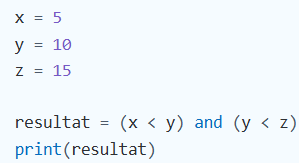 x = 5
y = 10
z = 15
resultat = (x < y) and (y < z)
print(resultat)